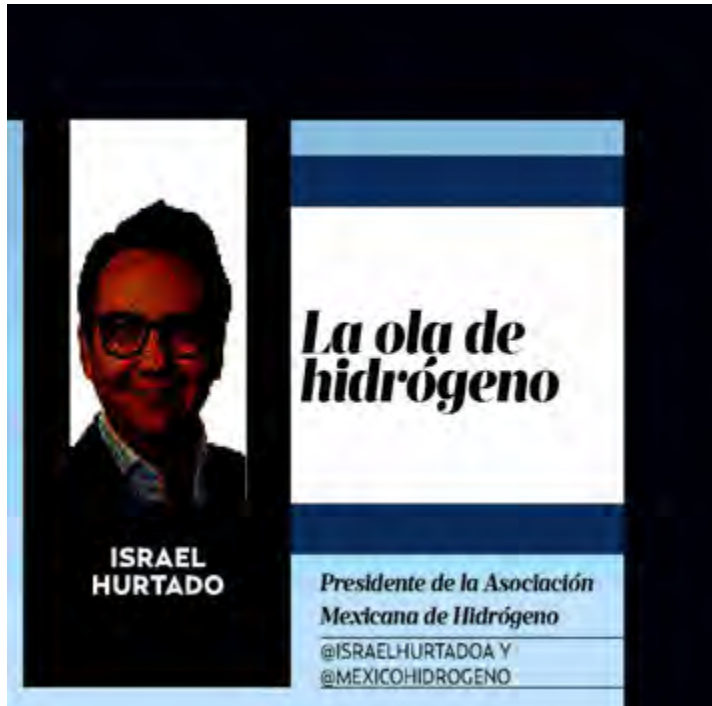 La ola de
hidrógeno
ISRAEL
HURTADO
Presidente de la Asociación
Mexicana de Hidrógeno
@ISRAELHURTADOA Y
@MEXICOHIDROGENO